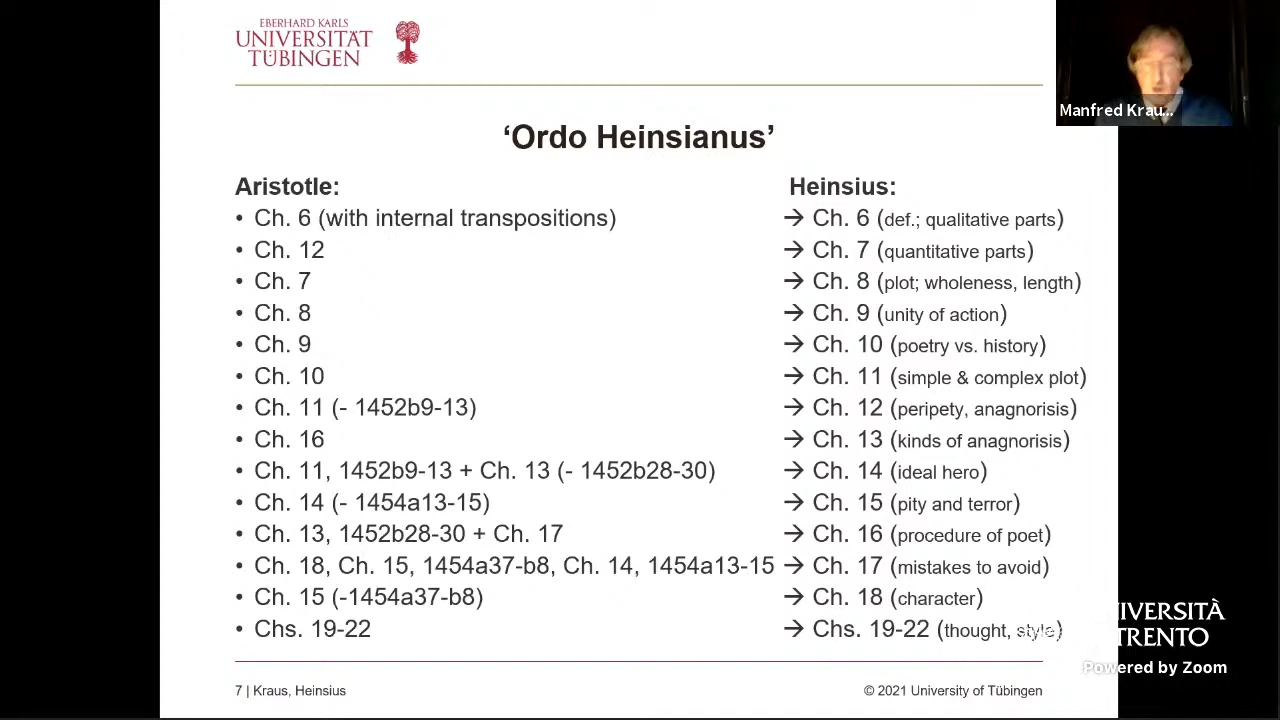 EBERHARD KARLS
UNIVERSITÄT
TÜBINGEN
Manfred Krau...
‘Ordo Heinsianus’
Aristotle: Heinsius:
• Ch. 6 (with internal transpositions) → Ch. 6 (def.; qualitative parts)
• Ch. 12 → Ch. 7 (quantitative parts)
• Ch. 7 → Ch. 8 (plot; wholeness, length)
• Ch. 8 → Ch. 9 (unity of action)
• Ch. 9 → Ch. 10 (poetry vs. history)
• Ch. 10 → Ch. 11 (simple & complex plot)
• Ch. 11 (- 1452b9-13) → Ch. 12 (peripety, anagnorisis)
• Ch. 16 → Ch. 13 (kinds of anagnorisis)
• Ch. 11, 1452b9-13 + Ch. 13 (- 1452b28-30) → Ch. 14 (ideal hero)
• Ch. 14 (- 1454a13-15) → Ch. 15 (pity and terror)
• Ch. 13, 1452b28-30 + Ch. 17 → Ch. 16 (procedure of poet)
• Ch. 18, Ch. 15, 1454a37-b8, Ch. 14, 1454a13-15 → Ch. 17 (mistakes to avoid)
• Ch. 15 (-1454a37-b8) → Ch. 18 (character)
• Chs. 19-22 → Chs. 19-22 (thought, style)
IVERSITÀ
TRENTO
Powered by Zoom
7 | Kraus, Heinsius © 2021 University of Tübingen